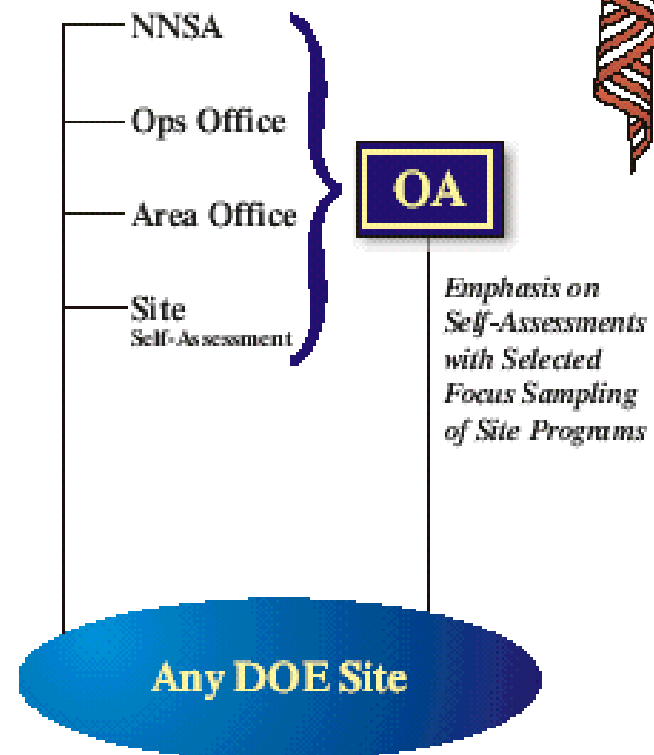 NNSA
Ops Office
Area Office
Site
Self-Assessment
OA
Emphasis on
Self-Assessments
with Selected
Focus Sampling
of Site Programs
Any DOE Site